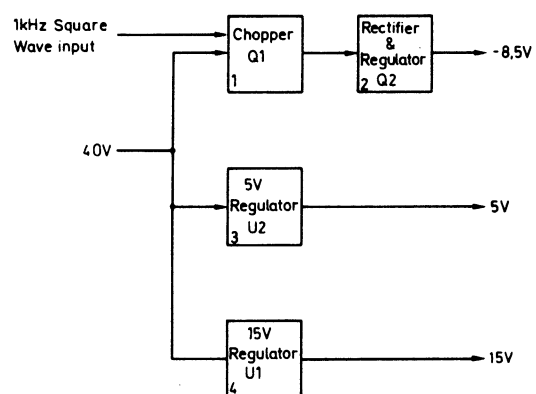 1kHz Square
Wave input
Chopper
Q1
1
Rectifier
&
Regulator
2 Q2
-8,5V
40V
5V
Regulator
U2
3
5V
15V
Regulator
U1
4
15V